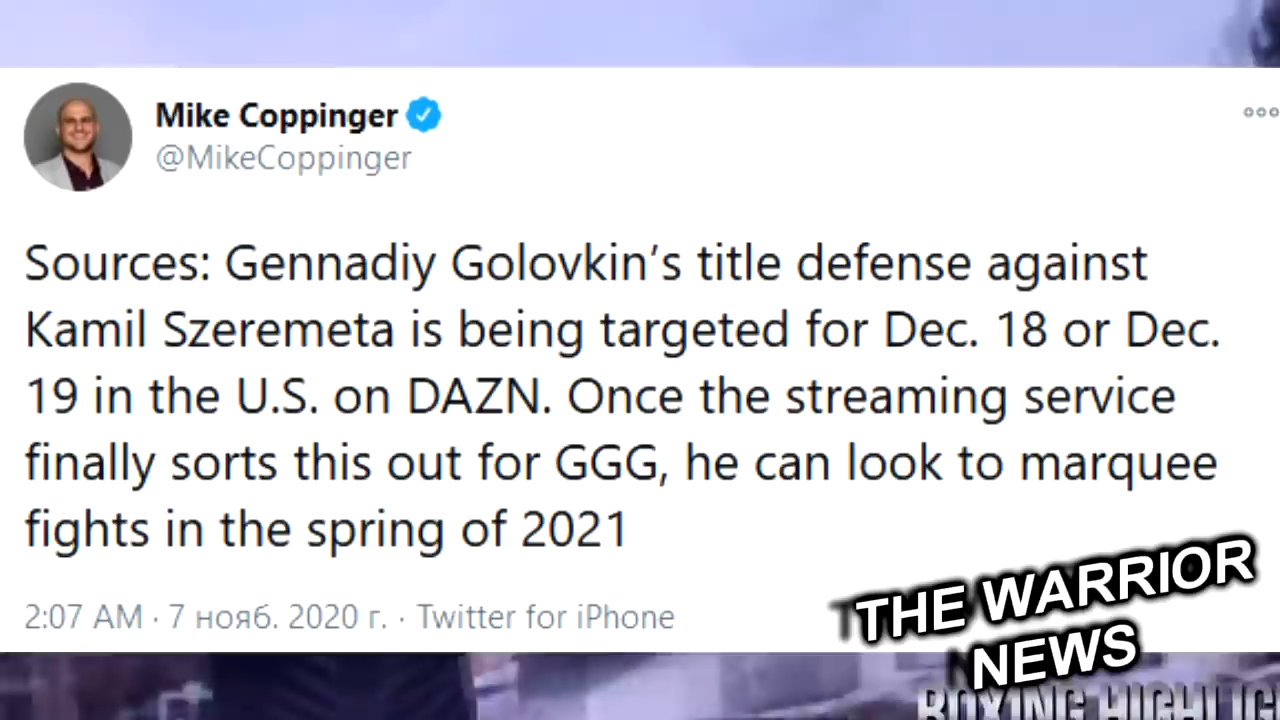 Mike Coppinger
@MikeCoppinger
Sources: Gennadiy Golovkin's title defense against
Kamil Szeremeta is being targeted for Dec. 18 or Dec.
19 in the U.S. on DAZN. Once the streaming service
finally sorts this out for GGG, he can look to marquee
fights in the spring of 2021
2:07 AM · 7 нояб. 2020 г. · Twitter for iPhone
THE WARRIOR
NEWS
BOXING